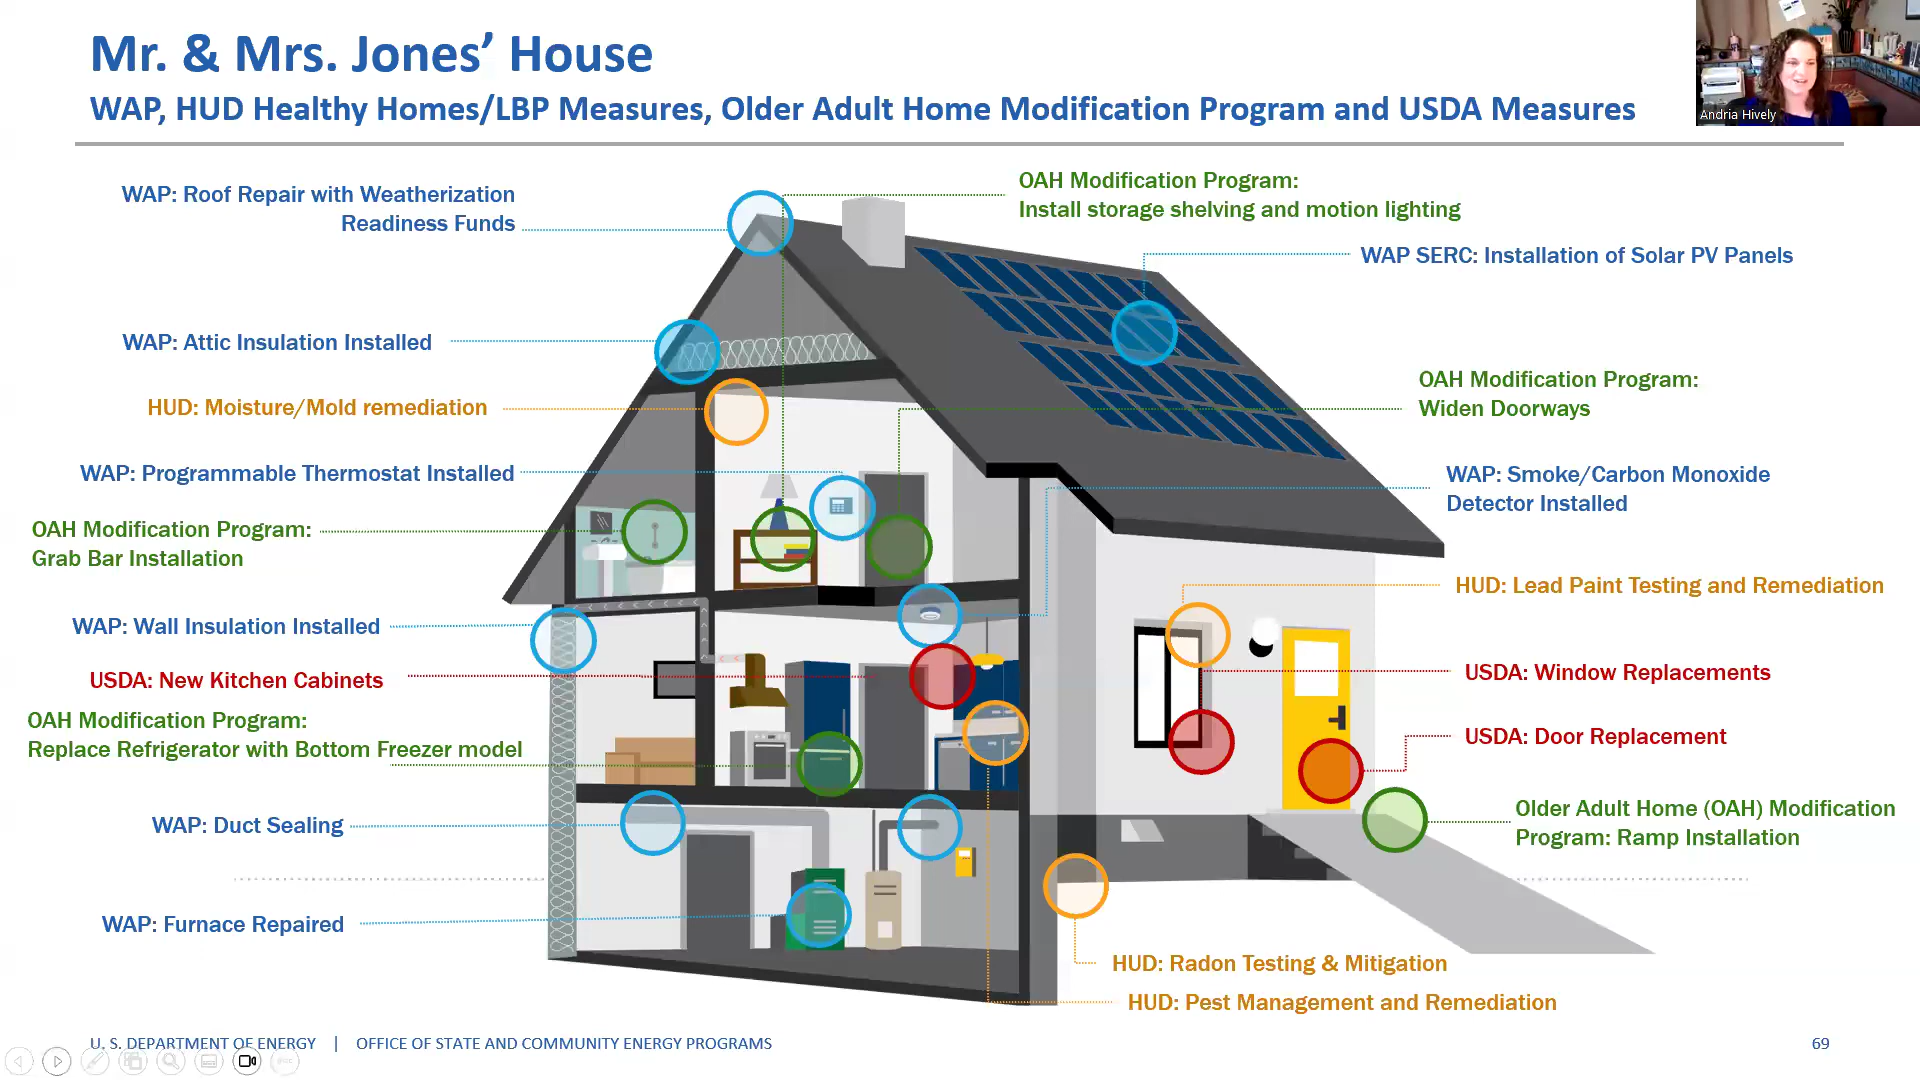 Mr. & Mrs. Jones’ House
WAP, HUD Healthy Homes/LBP Measures, Older Adult Home Modification Program and USDA Measures
Andria Hively
WAP: Roof Repair with Weatherization
Readiness Funds
OAH Modification Program:
Install storage shelving and motion lighting
WAP SERC: Installation of Solar PV Panels
WAP: Attic Insulation Installed
HUD: Moisture/Mold remediation
OAH Modification Program:
Widen Doorways
WAP: Programmable Thermostat Installed
WAP: Smoke/Carbon Monoxide
Detector Installed
OAH Modification Program:
Grab Bar Installation
HUD: Lead Paint Testing and Remediation
WAP: Wall Insulation Installed
USDA: New Kitchen Cabinets
USDA: Window Replacements
OAH Modification Program:
Replace Refrigerator with Bottom Freezer model
USDA: Door Replacement
WAP: Duct Sealing
Older Adult Home (OAH) Modification
Program: Ramp Installation
WAP: Furnace Repaired
HUD: Radon Testing & Mitigation
HUD: Pest Management and Remediation
U. S. DEPARTMENT OF ENERGY | OFFICE OF STATE AND COMMUNITY ENERGY PROGRAMS
69